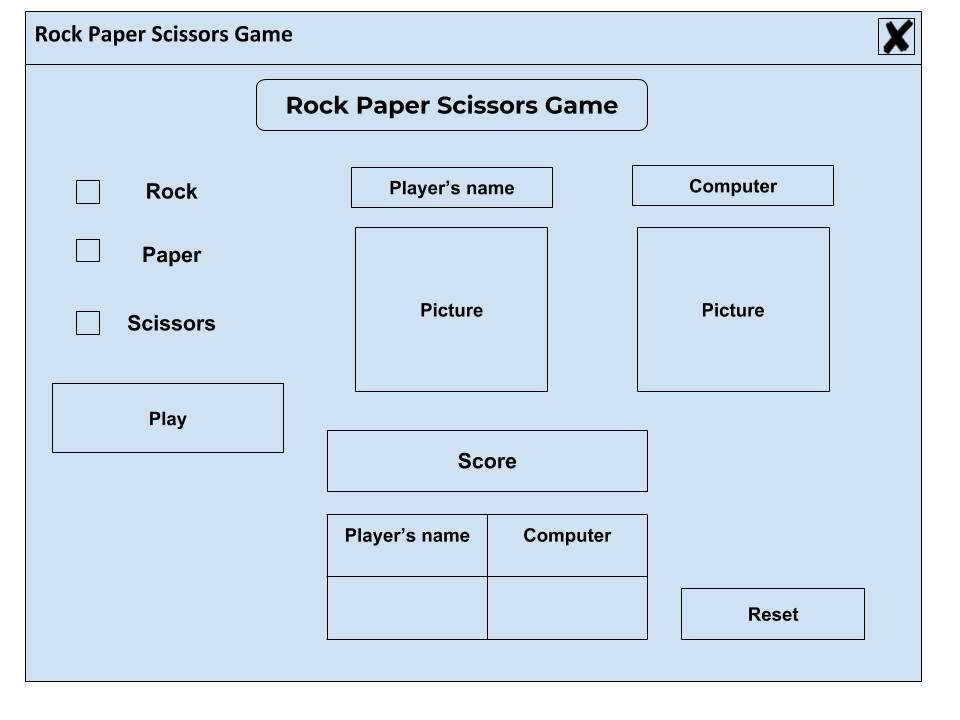 Rock Paper Scissors Game
Rock Paper Scissors Game
Rock
Player’s name
Computer
Paper
Scissors
Picture
Picture
Play
Score
Player’s name
Computer
Reset